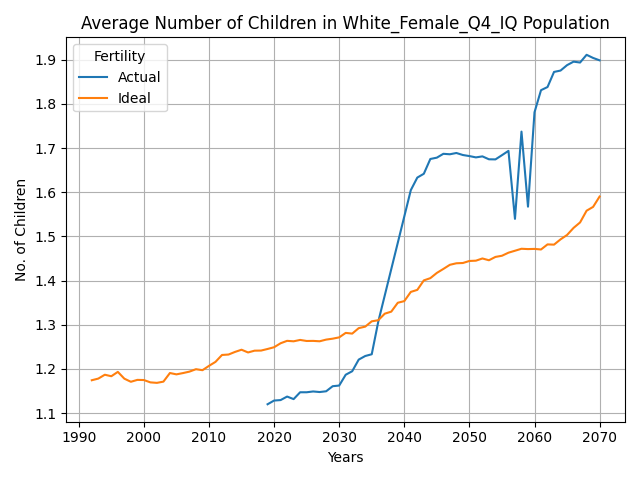 Average Number of Children in White_Female_Q4_IQ Population
Fertility
Actual
Ideal
No. of Children
1.9
1.8
1.7
1.6
1.5
1.4
1.3
1.2
1.1
1990 2000 2010 2020 2030 2040 2050 2060 2070
Years